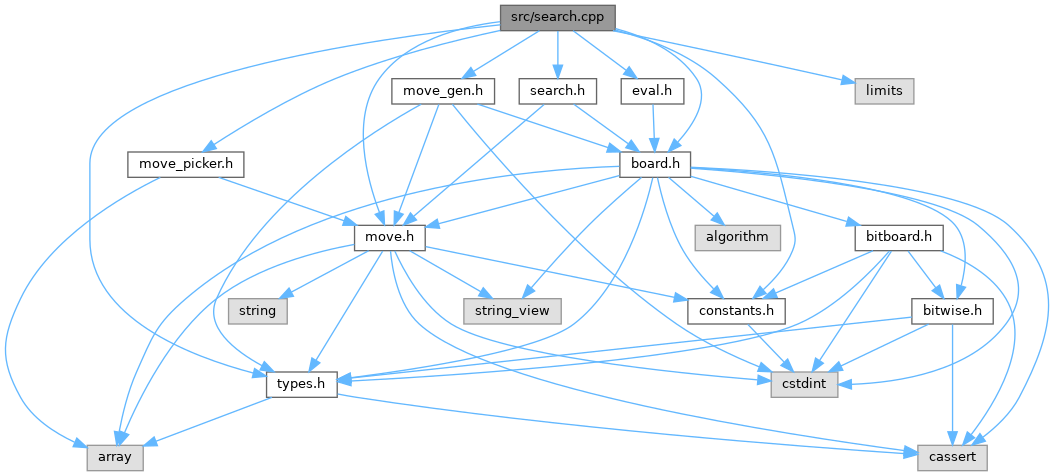 src/search.cpp
move_gen.h
search.h
eval.h
limits
move_picker.h
board.h
move.h
algorithm
bitboard.h
string
string_view
constants.h
bitwise.h
types.h
cstdint
array
cassert